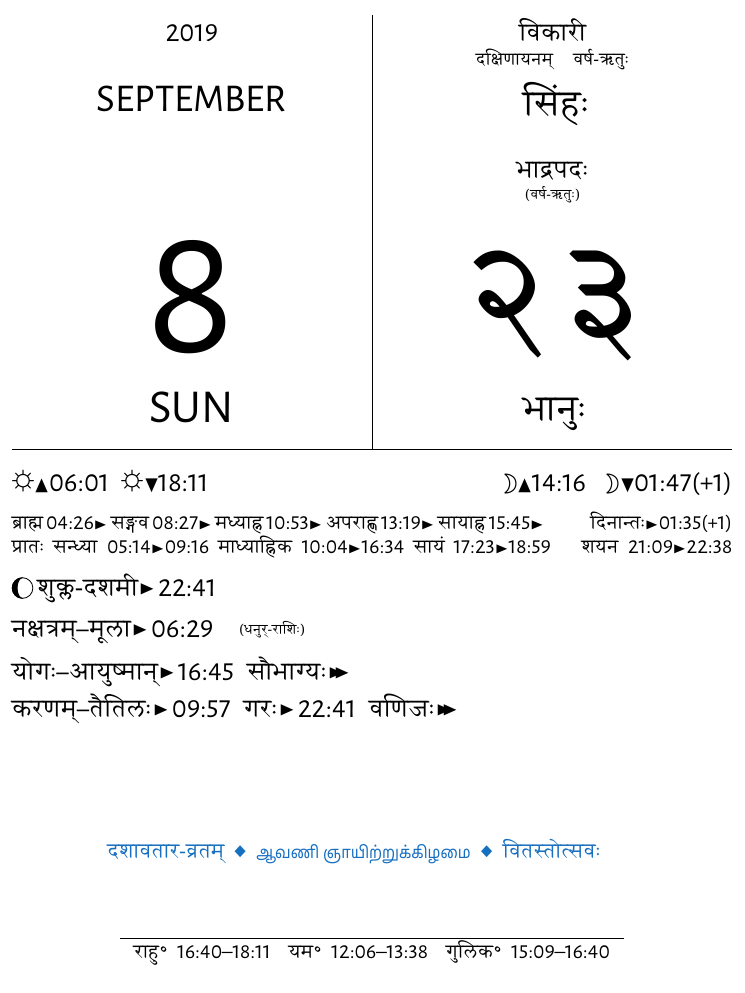 2019
SEPTEMBER
8
SUN
विकारी
दक्षिणायनम् वर्ष-ऋतुः
सिंहः
भाद्रपदः
(वर्ष-ऋतुः)
२३
भानुः
☼▲06:01 ☼▼18:11 ☽▲14:16 ☽▼01:47(+1)
ब्राह्म 04:26► सङ्गव 08:27► मध्याह्न 10:53► अपराह्ण 13:19► सायाह्न 15:45► दिनान्तः►01:35(+1)
प्रातः सन्ध्या 05:14►09:16 माध्याह्निक 10:04►16:34 सायं 17:23►18:59 शयन 21:09►22:38
शुक्ल-दशमी► 22:41
नक्षत्रम्–मूला► 06:29 (धनुर्-राशिः)
योगः–आयुष्मान्►16:45 सौभाग्यः►►
करणम्–तैतिलः► 09:57 गरः► 22:41 वणिजः►►
दशावतार-व्रतम् ◆ ஆவணி ஞாயிற்றுக்கிழமை ◆ वितस्तोत्सवः
राहु° 16:40–18:11 यम° 12:06–13:38 गुलिक° 15:09–16:40